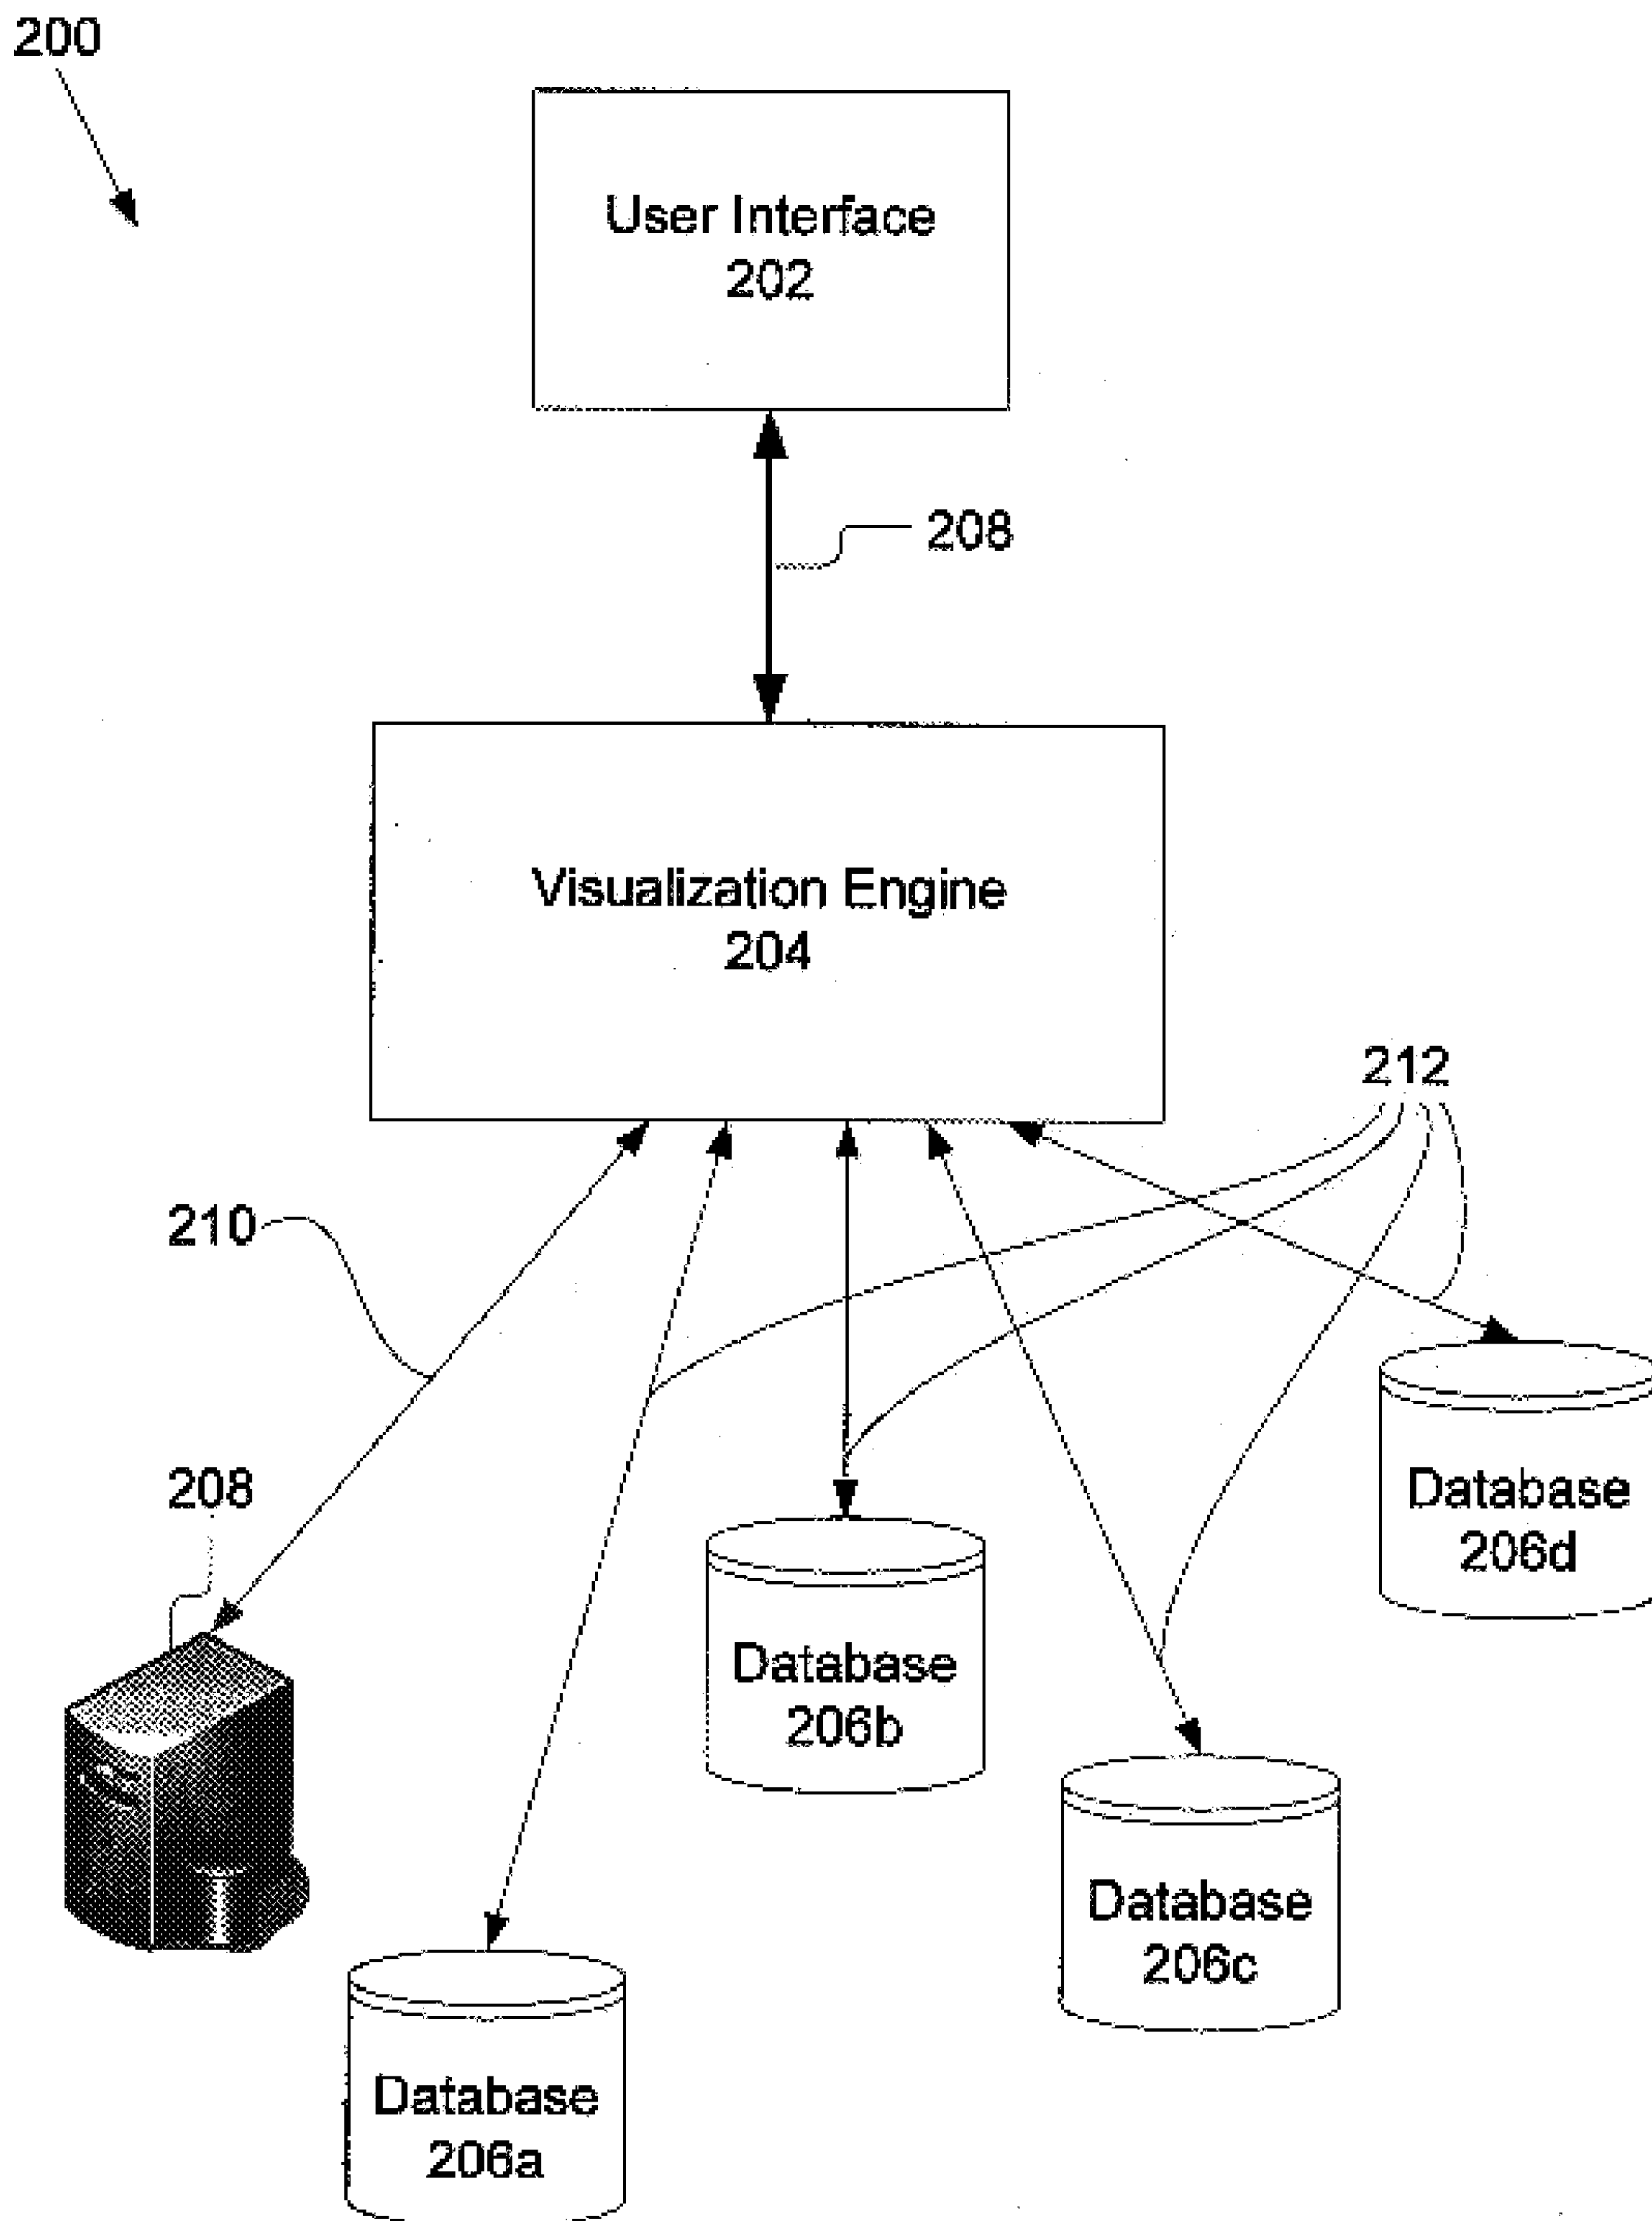 200
User Interface
202
208
Visualization Engine
204
212
210
208
Database
206d
Database
206b
Database
206c
Database
206a